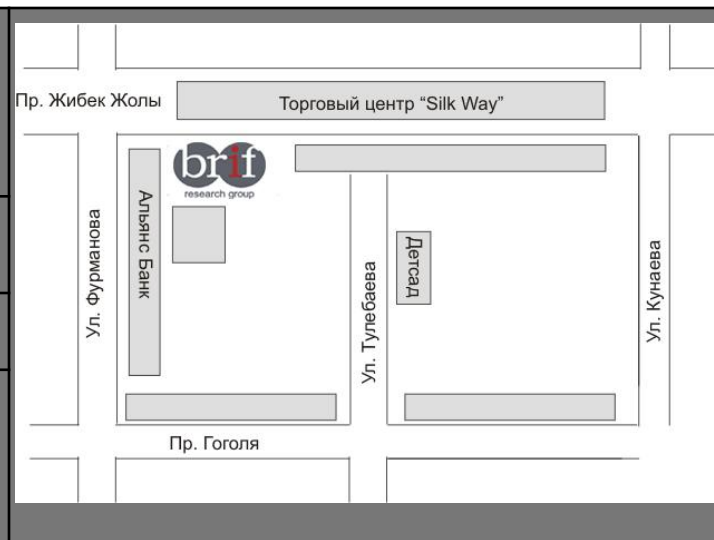 Пр. Жибек Жолы
Торговый центр “Silk Way”
brif
research group
Альянс Банк
Ул. Фурманова
Детсад
Ул. Тулебаева
Ул. Кунаева
Пр. Гоголя